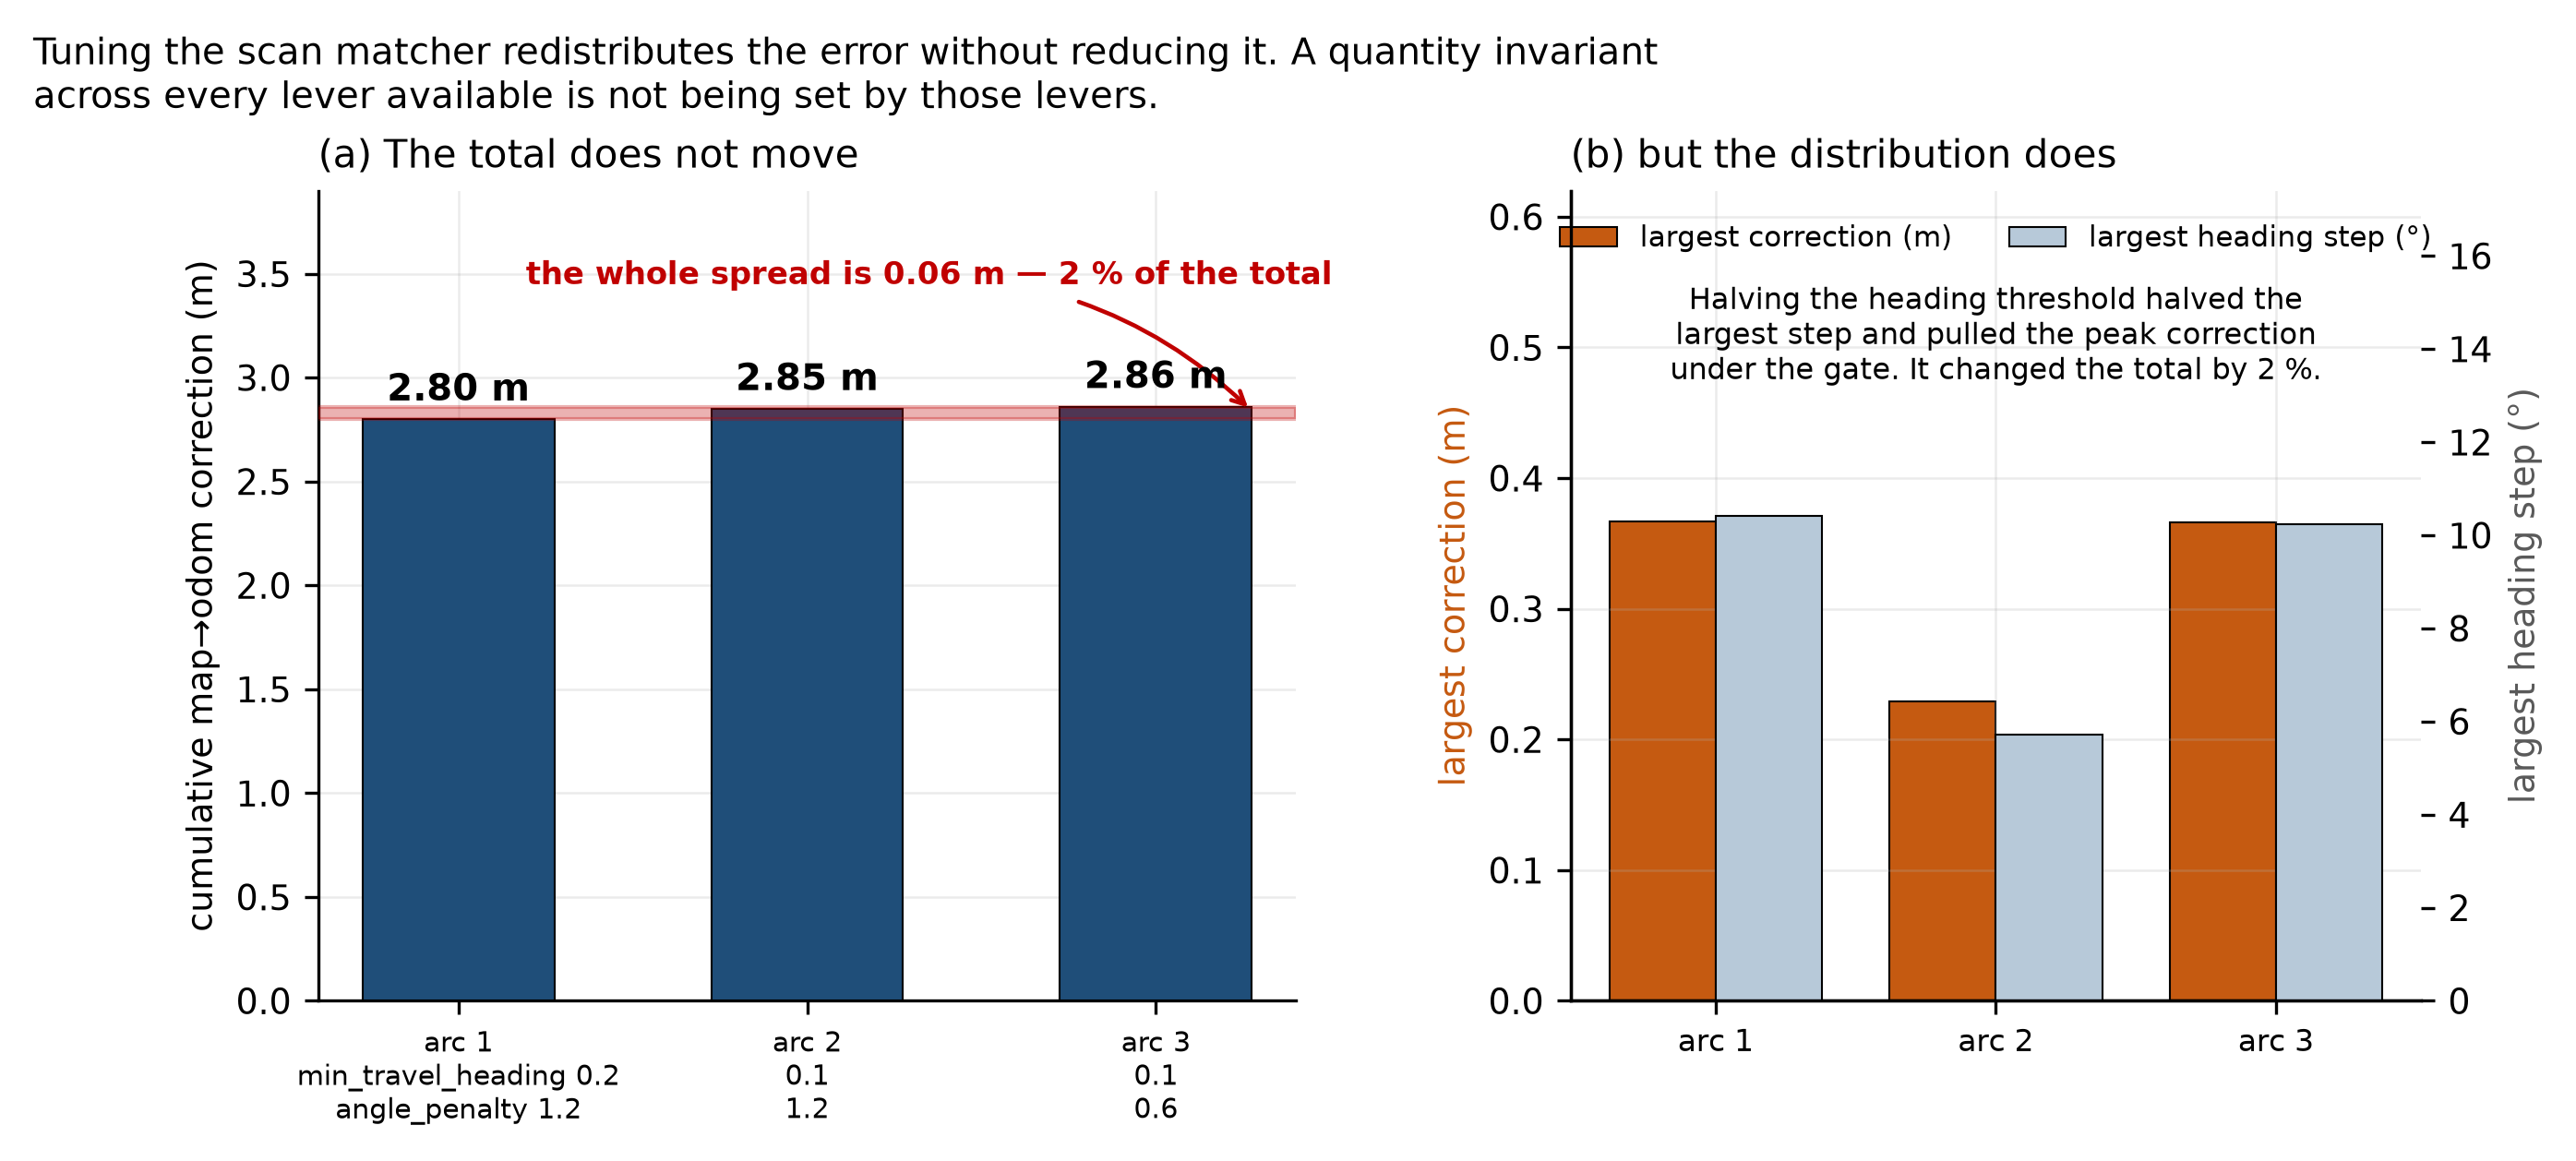 Tuning the scan matcher redistributes the error without reducing it. A quantity invariant
across every lever available is not being set by those levers.
(a) The total does not move
cumulative map→odom correction (m)
3.5
3.0
2.5
2.0
1.5
1.0
0.5
0.0
the whole spread is 0.06 m — 2 % of the total
2.80 m
2.85 m
2.86 m
arc 1
min_travel_heading 0.2
angle_penalty 1.2
arc 2
0.1
1.2
arc 3
0.1
0.6
(b) but the distribution does
largest correction (m)
0.6
0.5
0.4
0.3
0.2
0.1
0.0
largest correction (m)
largest heading step (°)
Halving the heading threshold halved the
largest step and pulled the peak correction
under the gate. It changed the total by 2 %.
arc 1
arc 2
arc 3
16
14
12
10
8
6
4
2
0
largest heading step (°)